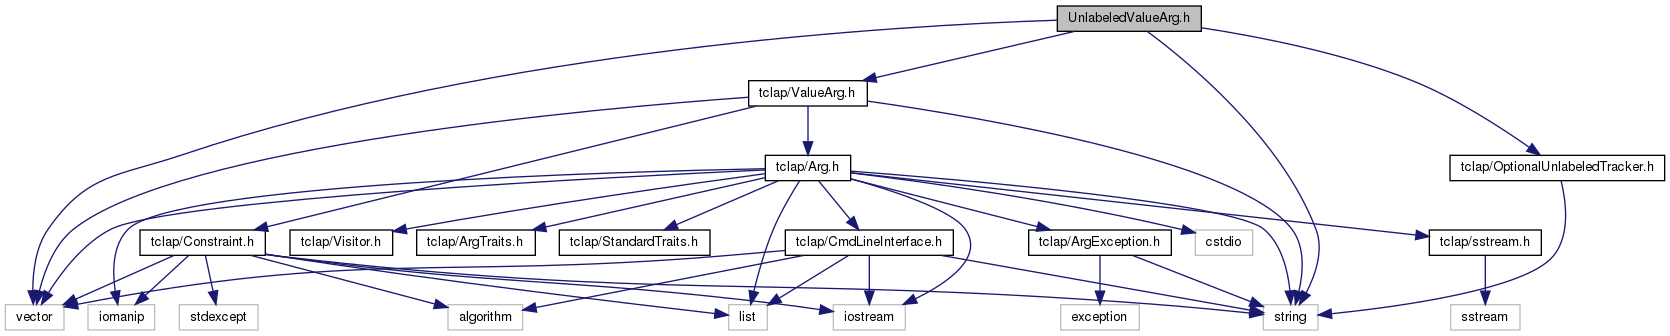 UnlabeledValueArg.h
tclap/ValueArg.h
tclap/Arg.h
tclap/OptionalUnlabeledTracker.h
tclap/Constraint.h
tclap/Visitor.h
tclap/ArgTraits.h
tclap/StandardTraits.h
tclap/CmdLineInterface.h
tclap/ArgException.h
cstdio
tclap/sstream.h
vector
iomanip
stdexcept
algorithm
list
iostream
exception
string
sstream